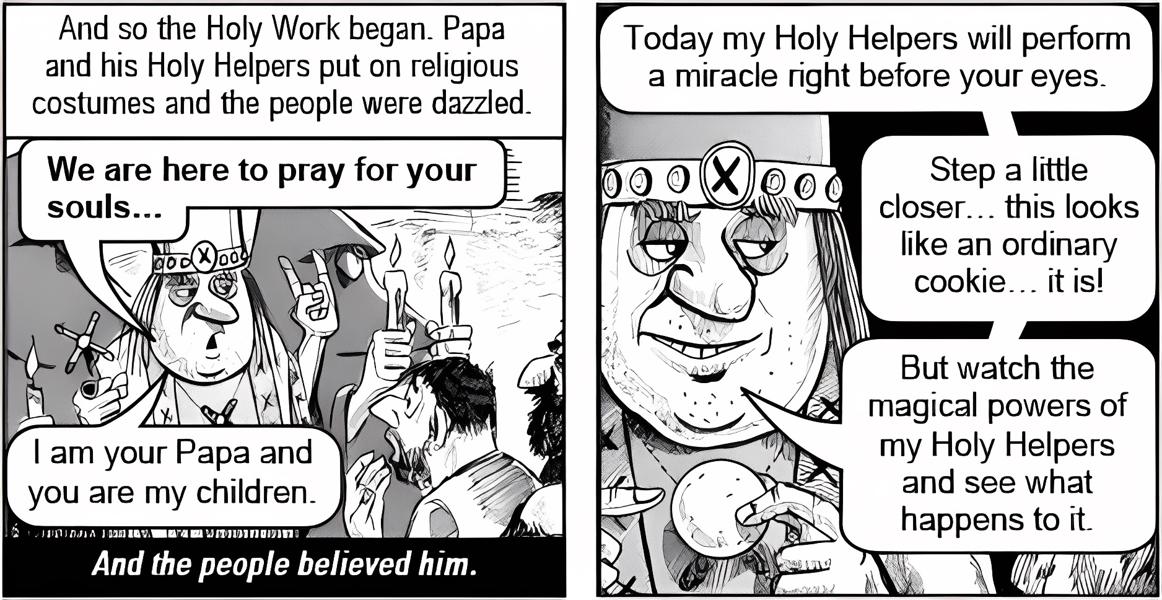 And so the Holy Work began. Papa
and his Holy Helpers put on religious
costumes and the people were dazzled.
We are here to pray for your
souls...
I am your Papa and
you are my children.
And the people believed him.
Today my Holy Helpers will perform
a miracle right before your eyes.
Step a little
closer... this looks
like an ordinary
cookie... it is!
But watch the
magical powers of
my Holy Helpers
and see what
happens to it.